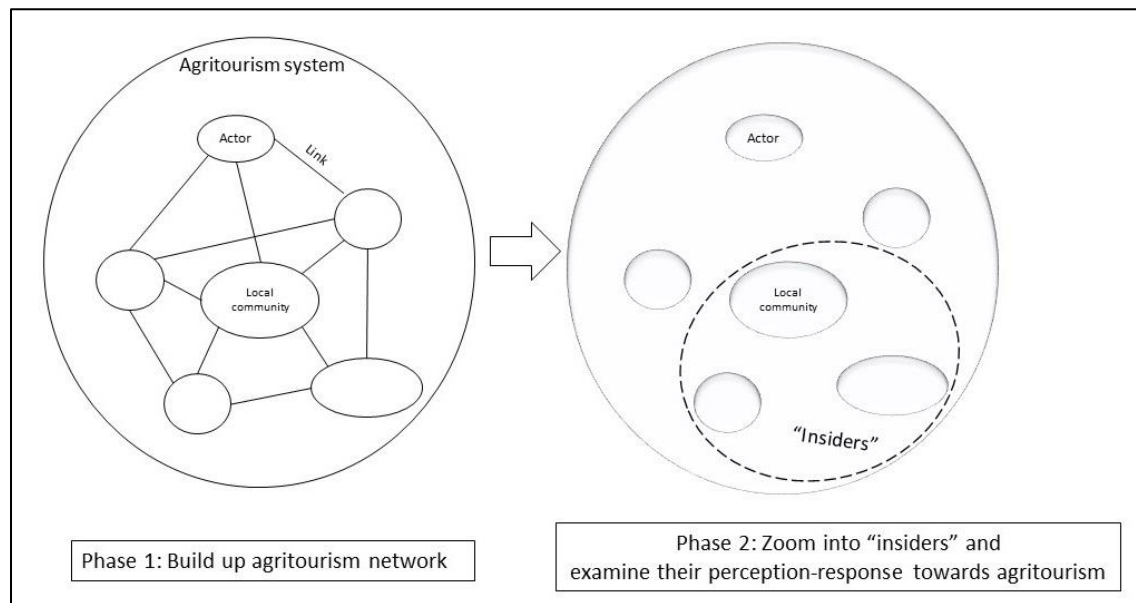 Agritourism system
Actor
Link
Local
community
Phase 1: Build up agritourism network
Actor
Local
community
“Insiders”
Phase 2: Zoom into “insiders” and
examine their perception-response towards agritourism